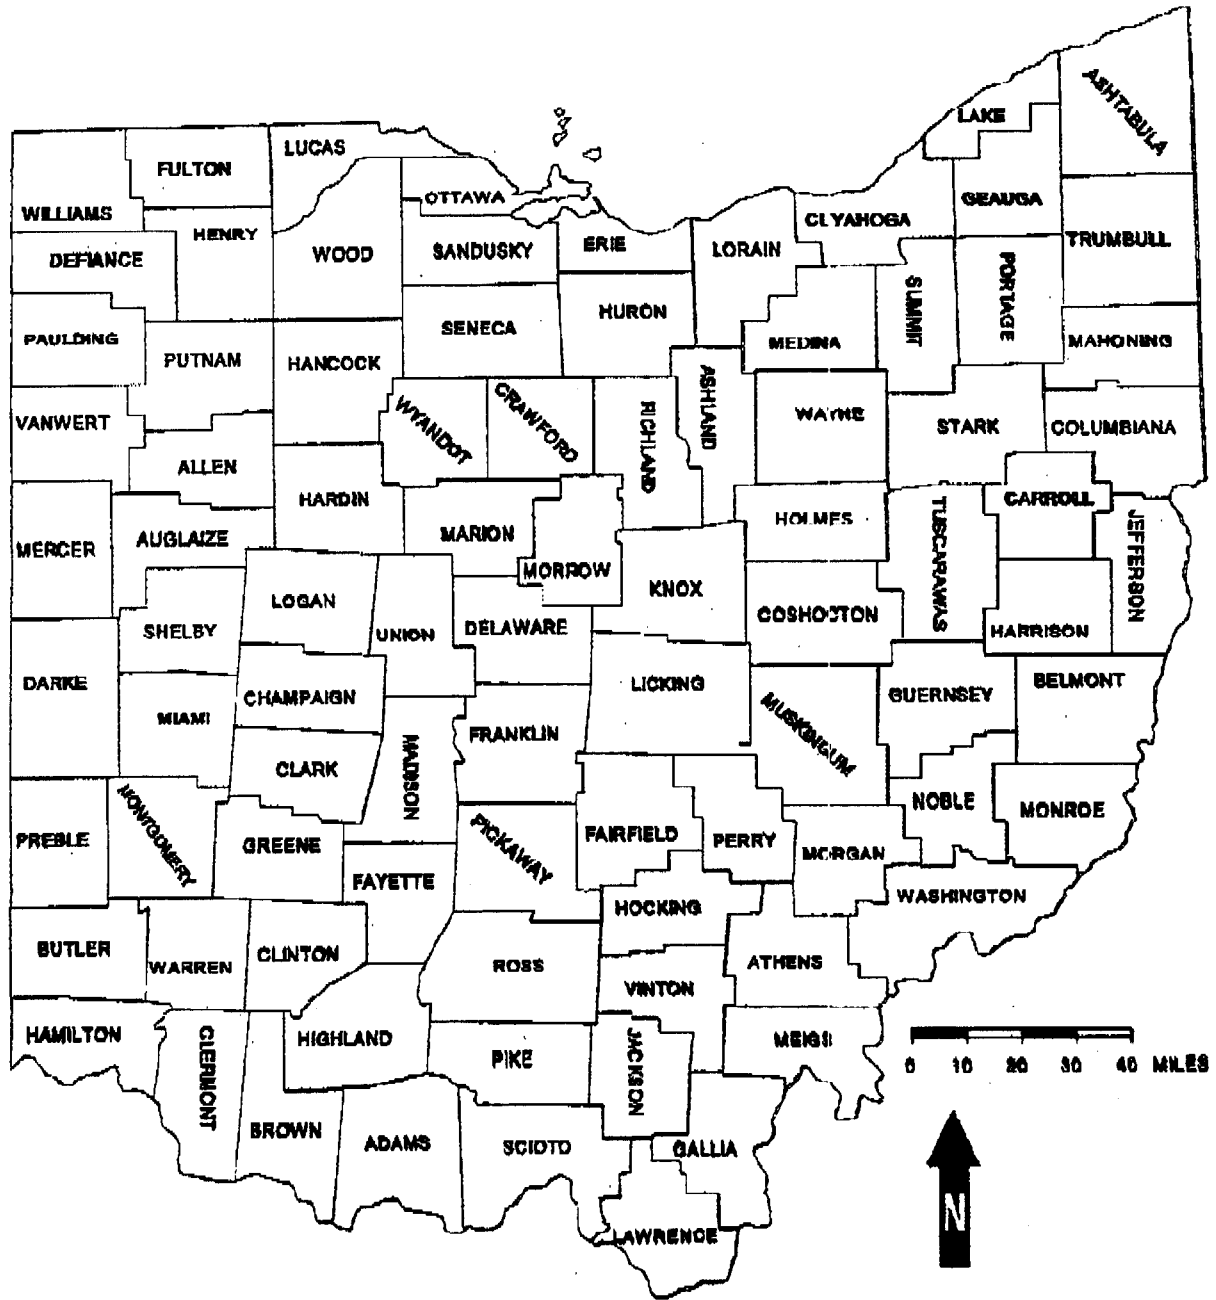 ASHTABULA
LAKE
LUCAS
FULTON
OTTAWA
GEAUGA
WILLIAMS
CLYAHOGA
HENRY
TRUMBULL
ERIE
LORAIN
SANDUSKY
WOOD
DEFIANCE
PORTAGE
SUMMIT
HURON
SENECA
PAULDING
MEDINA
MAHONING
PUTNAM
HANCOCK
ASHLAND
WAYNE
CRAWFORD
VANWERT
WYANDOT
RICHLAND
STARK
COLUMBIANA
ALLEN
HARDIN
CARROLL
HOLMES
MARION
AUGLAIZE
MERCER
TUSCARAWAS
JEFFERSON
MORROW
KNOX
LOGAN
COSHOCTON
SHELBY
UNION
DELAWARE
HARRISON
DARKE
LICKING
BELMONT
CHAMPAIGN
GUERNSEY
MIAMI
FRANKLIN
MUSKINGUM
CLARK
MADISON
NOBLE
MONROE
PREBLE
MONTGOMERY
GREENE
PICKAWAY
FAIRFIELD
PERRY
MORGAN
FAYETTE
WASHINGTON
HOCKING
BUTLER
WARREN
CLINTON
ROSS
ATHENS
VINTON
HAMILTON
CLERMONT
HIGHLAND
PIKE
JACKSON
MEIGS
0 10 20 30 40 MILES
BROWN
ADAMS
SCIOTO
GALLIA
N
LAWRENCE